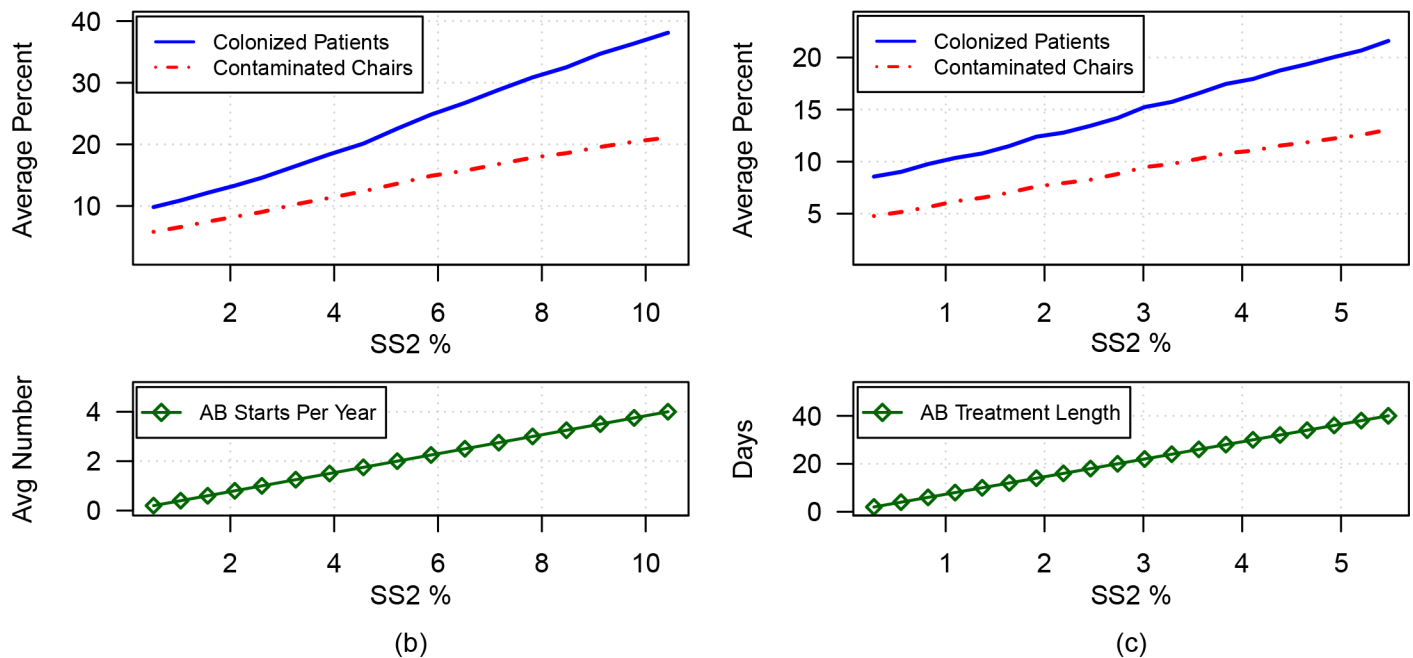 Average Percent
40
30
20
10
Colonized Patients
Contaminated Chairs
2 4 6 8 10
SS2 %
Avg Number
4
2
0
AB Starts Per Year
2 4 6 8 10
SS2 %
(b)
Average Percent
20
15
10
5
Colonized Patients
Contaminated Chairs
1 2 3 4 5
SS2 %
Days
40
20
0
AB Treatment Length
1 2 3 4 5
SS2 %
(c)